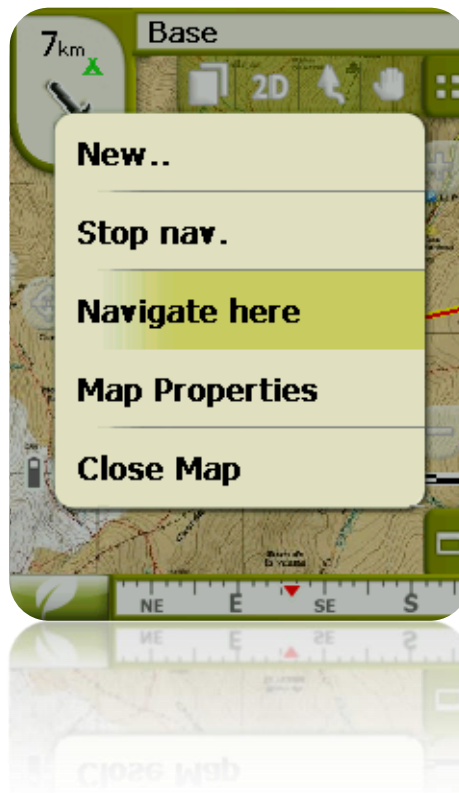 7km
Base
2D
New..
Stop nav.
Navigate here
Map Properties
Close Map
NE E SE S